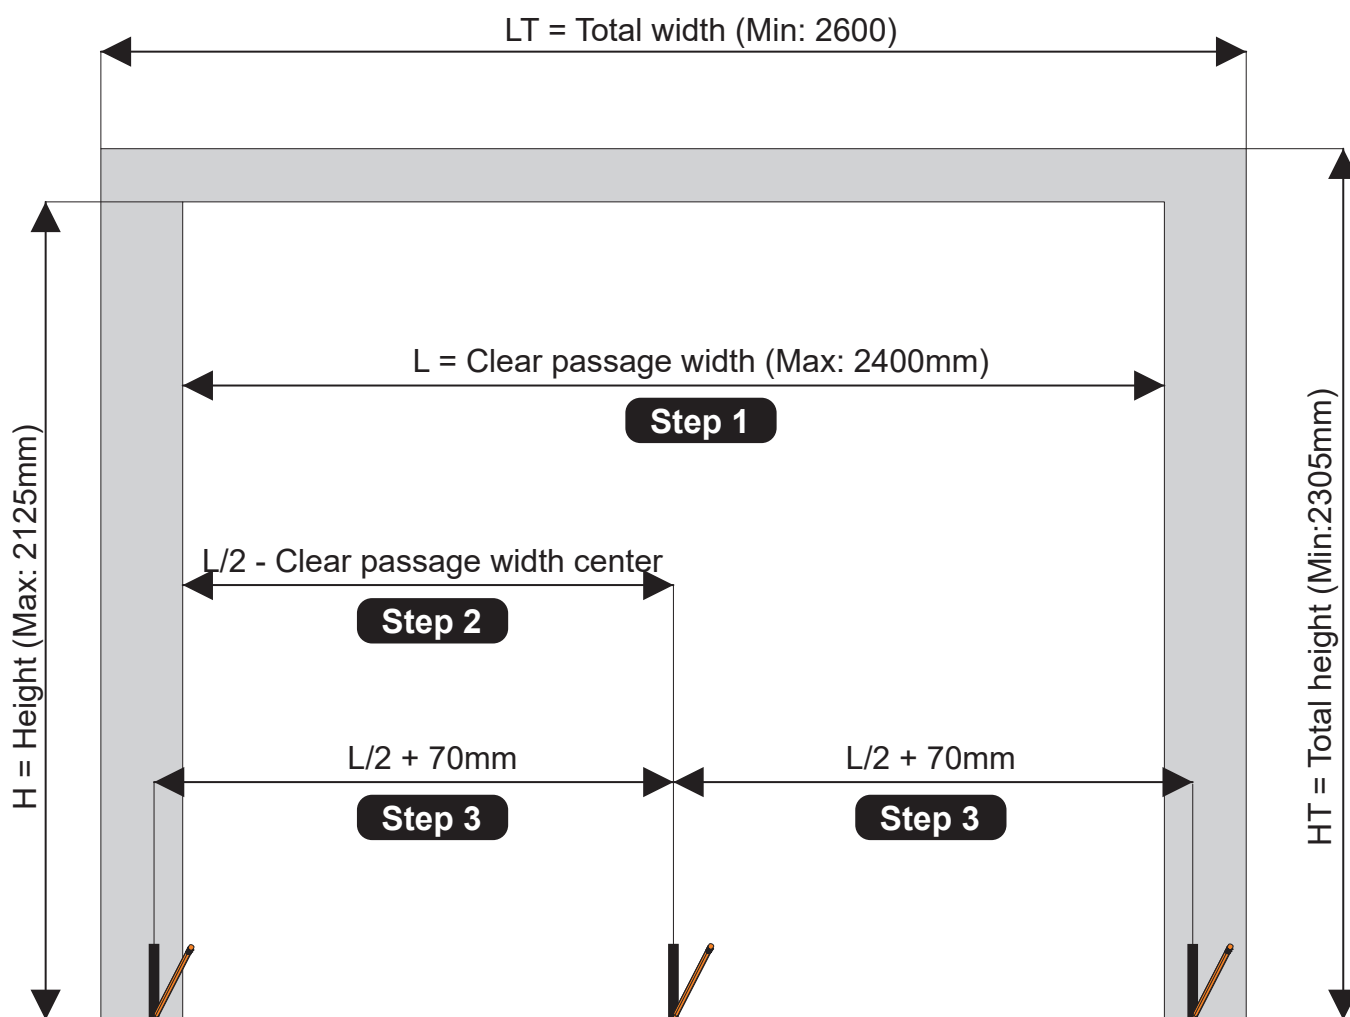 LT = Total width (Min: 2600)
L = Clear passage width (Max: 2400mm)
Step 1
H = Height (Max: 2125mm)
HT = Total height (Min:2305mm)
L/2 - Clear passage width center
Step 2
L/2 + 70mm
L/2 + 70mm
Step 3
Step 3